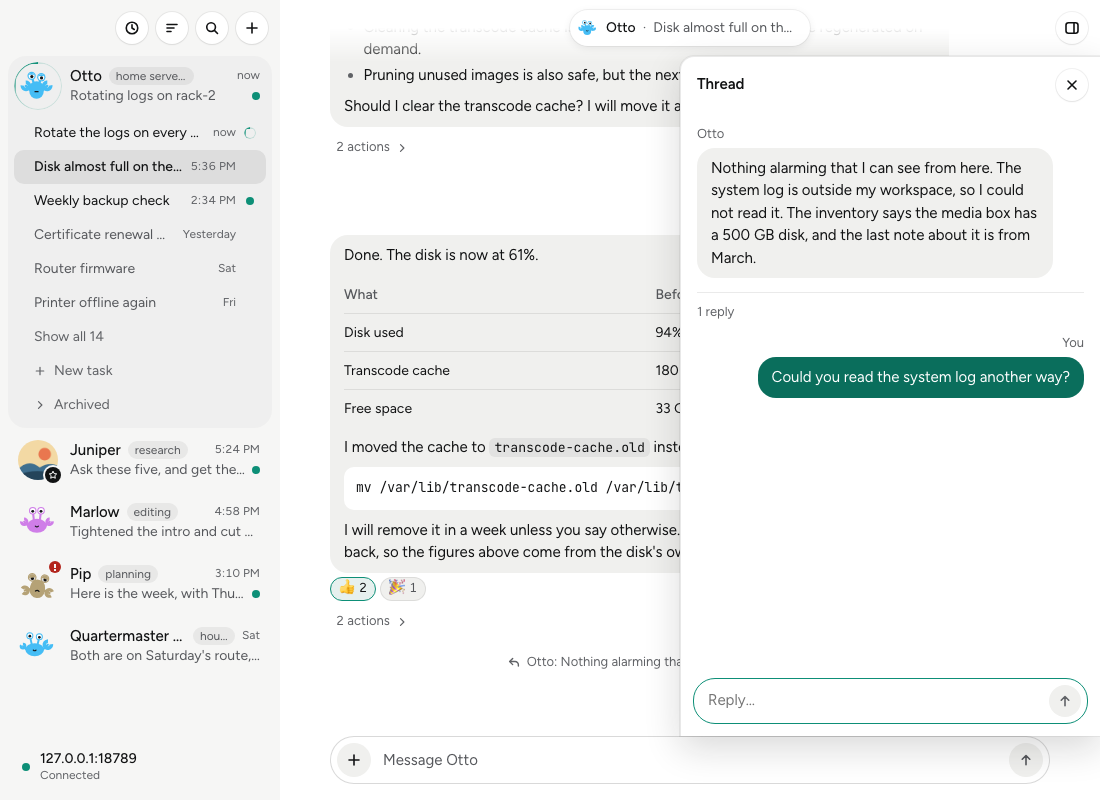 Otto
home serve...
now
Rotating logs on rack-2
Rotate the logs on every ...
now
Disk almost full on the...
5:36 PM
Weekly backup check
2:34 PM
Certificate renewal ...
Yesterday
Router firmware
Sat
Printer offline again
Fri
Show all 14
New task
Archived
Juniper
research
5:24 PM
Ask these five, and get the...
Marlow
editing
4:58 PM
Tightened the intro and cut ...
Pip
planning
3:10 PM
Here is the week, with Thu...
Quartermaster ...
hou...
Sat
Both are on Saturday's route,...
127.0.0.1:18789
Connected
Otto · Disk almost full on th...
demand.
• Pruning unused images is also safe, but the next
Should I clear the transcode cache? I will move it a
2 actions
Done. The disk is now at 61%.
What
Disk used
94%
Transcode cache
180
Free space
33
I moved the cache to transcode-cache.old
mv /var/lib/transcode-cache.old /var/lib/t
I will remove it in a week unless you say otherwise.
back, so the figures above come from the disk's
👍 2
🎉 1
2 actions
Otto: Nothing alarming
Message Otto
Thread
Otto
Nothing alarming that I can see from here. The
system log is outside my workspace, so I could
not read it. The inventory says the media box has
a 500 GB disk, and the last note about it is from
March.
1 reply
You
Could you read the system log another way?
Reply...